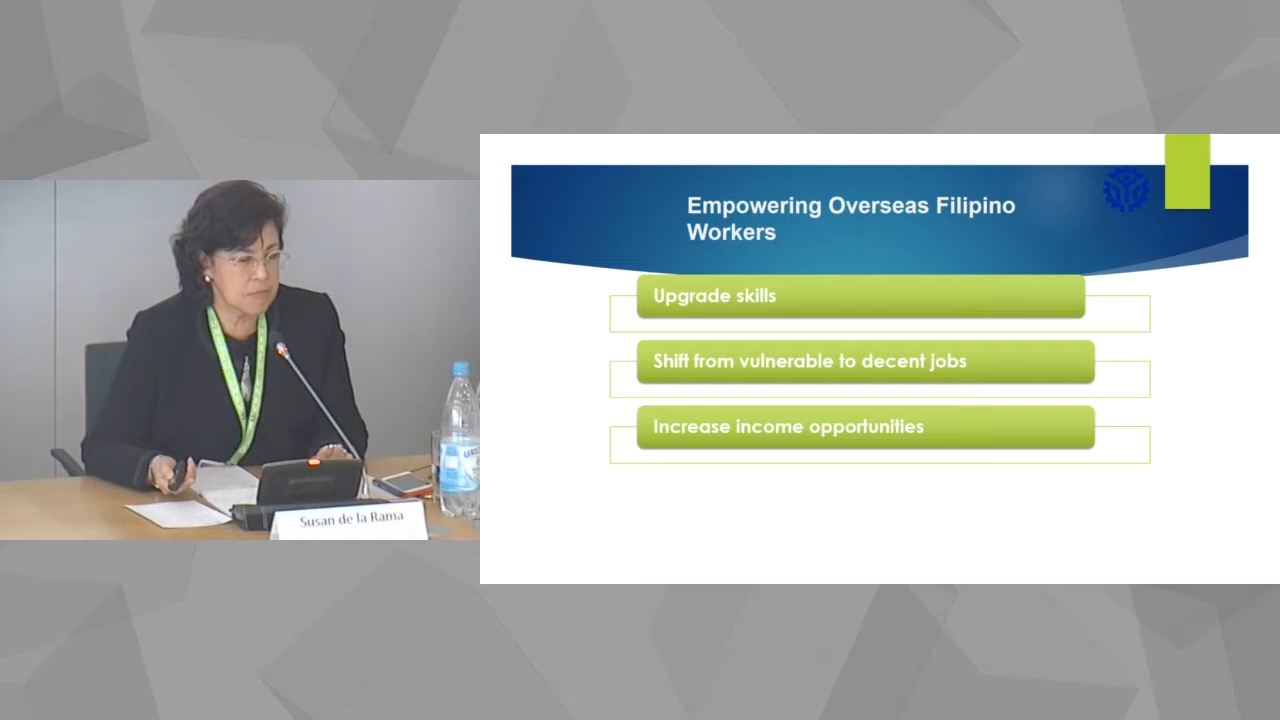 Empowering Overseas Filipino
Workers
Upgrade skills
Shift from vulnerable to decent jobs
Increase income opportunities
Susan de la Rama